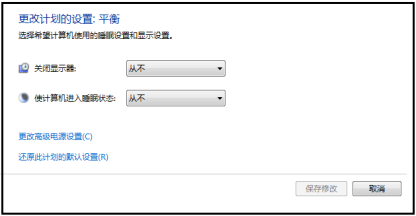 更改计划的设置: 平衡
选择希望计算机使用的睡眠设置和显示设置。
关闭显示器: 从不
使计算机进入睡眠状态: 从不
更改高级电源设置(C)
还原此计划的默认设置(R)
保存修改 取消